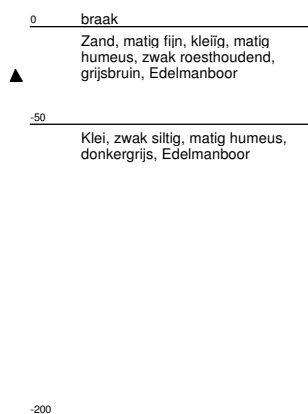 0 braak
Zand, matig fijn, kleiïg, matig
humeus, zwak roesthoudend,
grijsbruin, Edelmanboor
-50
Klei, zwak siltig, matig humeus,
donkergrijs, Edelmanboor
-200